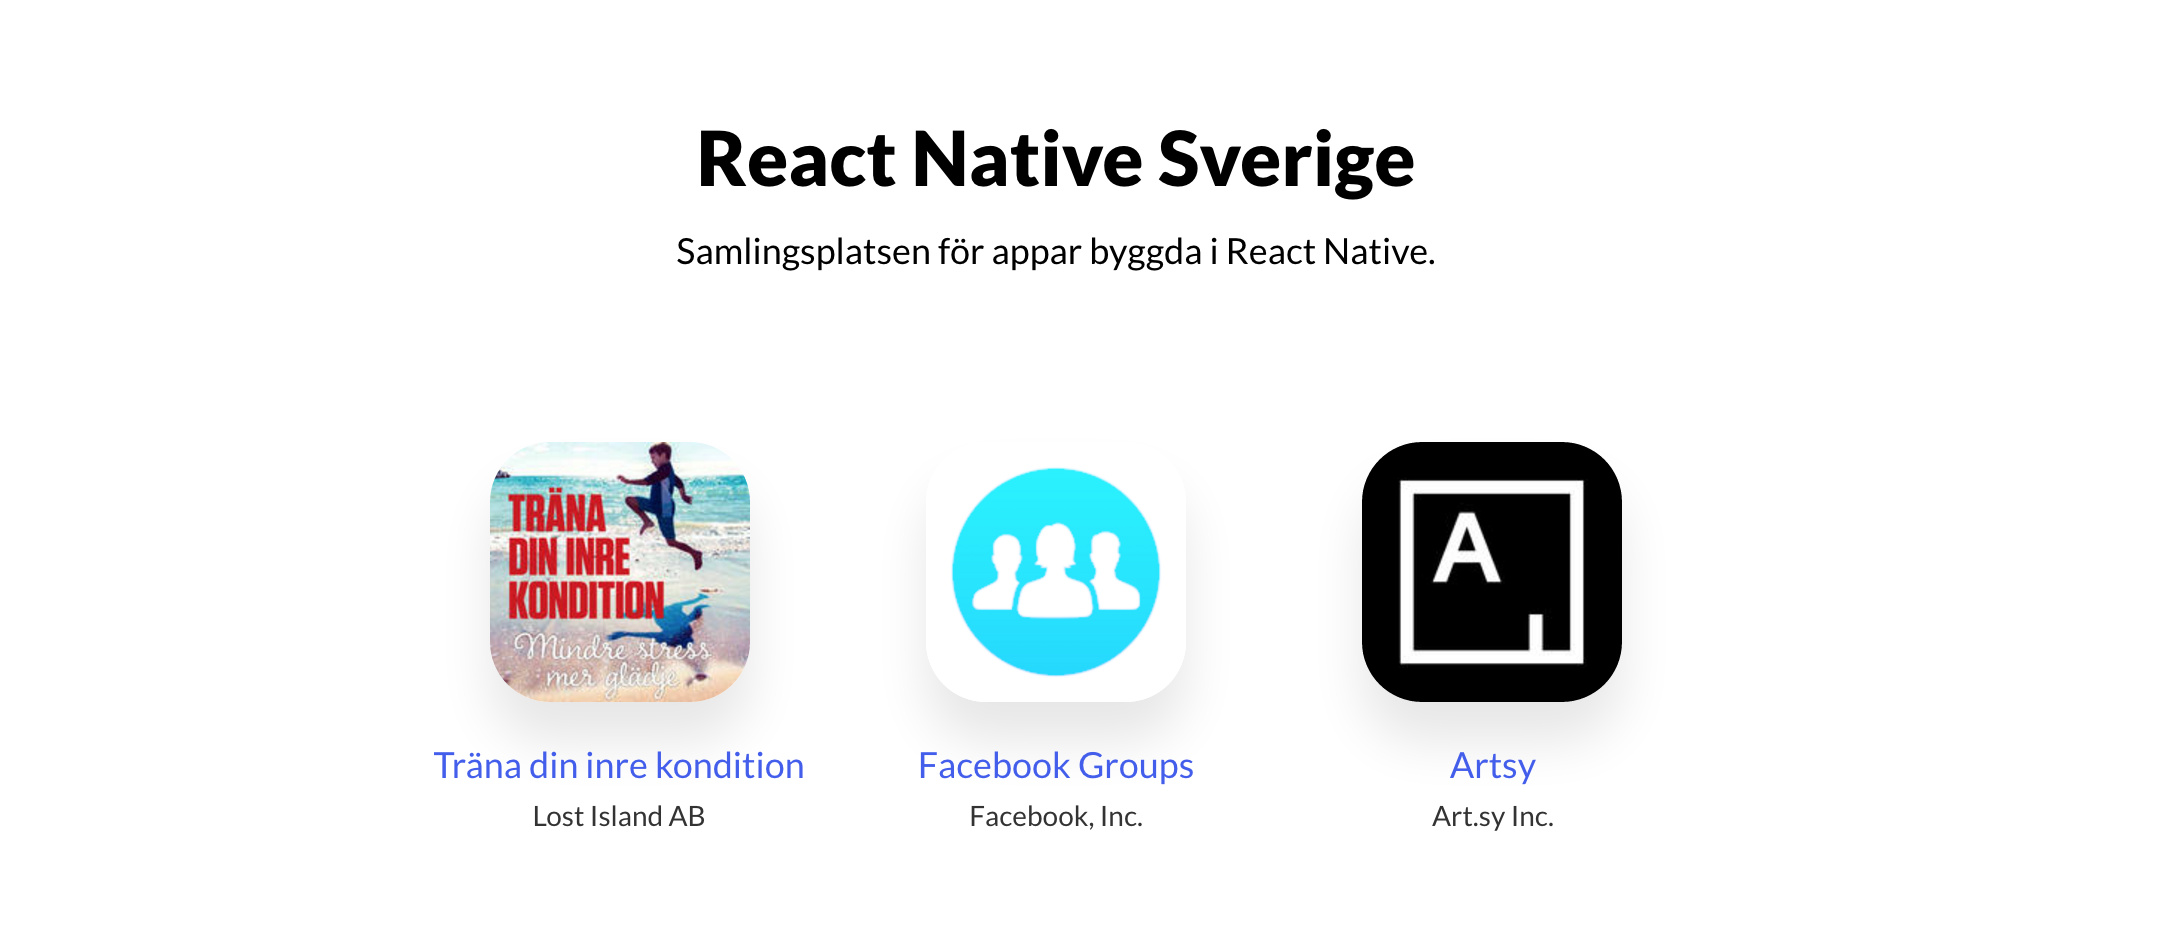 React Native Sverige
Samlingsplatsen för appar byggda i React Native.
TRÄNA
DIN INRE
KONDITION
Mindre stress
mer glädje
A
Träna din inre kondition
Facebook Groups
Artsy
Lost Island AB
Facebook, Inc.
Art.sy Inc.